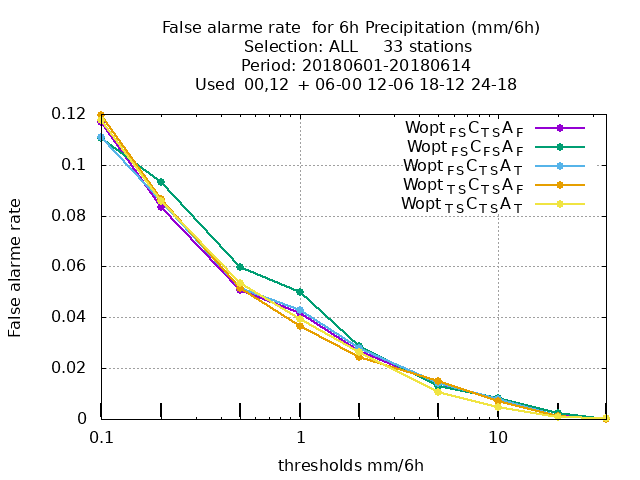 False alarme rate  for 6h Precipitation (mm/6h)
Selection: ALL     33 stations
Period: 20180601-20180614
Used  00,12  + 06-00 12-06 18-12 24-18
Wopt FS C TS A F
Wopt FS C FS A F
Wopt FS C TS A T
Wopt TS C TS A F
Wopt TS C TS A T
0.12
0.1
0.08
0.06
0.04
0.02
0
False alarme rate
0.1 1 10
thresholds mm/6h